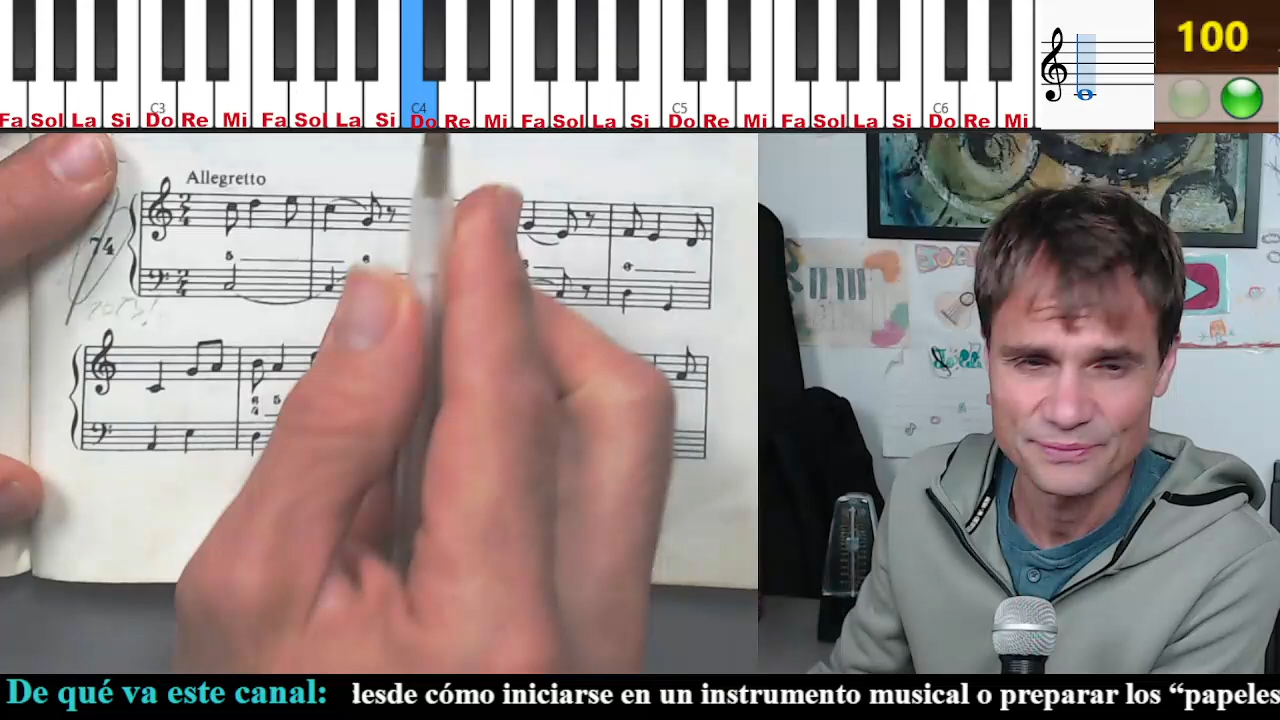 C3 C4 C5 C6
Fa Sol La Si Do Re Mi Fa Sol La Si Do Re Mi Fa Sol La Si Do Re Mi Fa Sol La Si Do Re Mi
100
Allegretto
74
De qué va este canal: lesde cómo iniciarse en un instrumento musical o preparar los “papeles